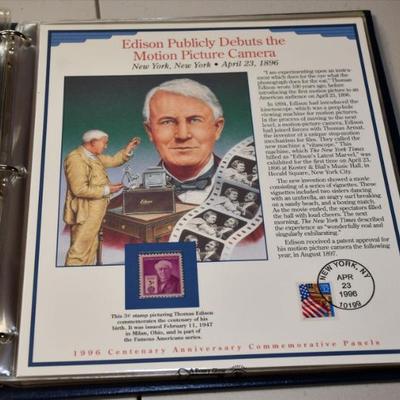 Edison Publicly Debuts the
Motion Picture Camera
New York, New York • April 23, 1896
"I am experimenting upon an instru-
ment which does for the eye what the
phonograph does for the ear," Thomas
Edison wrote 100 years ago, before
introducing the first motion picture to an
American audience on April 23, 1896.
In 1894, Edison had introduced the
kinetoscope, which was a peep-hole
viewing machine for motion pictures.
In the process of moving to the next
level, a motion-picture camera, Edison
had joined forces with Thomas Armat,
the inventor of a unique stop-motion
mechanism for film. They called the
new machine a "vitascope." This
machine, which The New York Times
billed as "Edison's Latest Marvel," was
exhibited for the first time on April 23,
1896 at Koster & Bial's Music Hall, in
Herald Square, New York City.
The new invention showed a movie
consisting of a series of vignettes. These
vignettes included two sisters dancing
with an umbrella, an angry surf breaking
on a sandy beach, and a boxing match.
As the movie ended, the spectators filled
the hall with loud cheers. The next
morning, The New York Times described
the experience as "wonderfully real and
singularly exhilarating."
Edison received a patent approval for
his motion picture camera the following
year, in August 1897.
Edison
3¢
This 3¢ stamp picturing Thomas Edison
commemorates the centenary of his
birth. It was issued February 11, 1947
in Milan, Ohio, and is part of
the Famous Americans series.
NEW YORK, NY
APR
23
1996
10199
1996 Centenary Anniversary Commemorative Panels